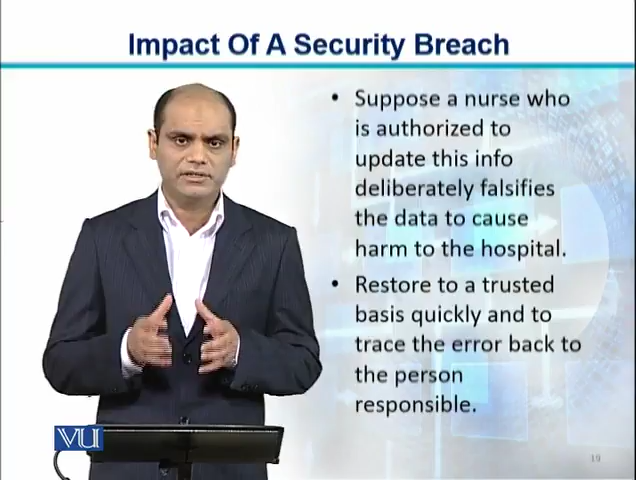 Impact Of A Security Breach
• Suppose a nurse who
is authorized to
update this info
deliberately falsifies
the data to cause
harm to the hospital.
• Restore to a trusted
basis quickly and to
trace the error back to
the person
responsible.
VU
19